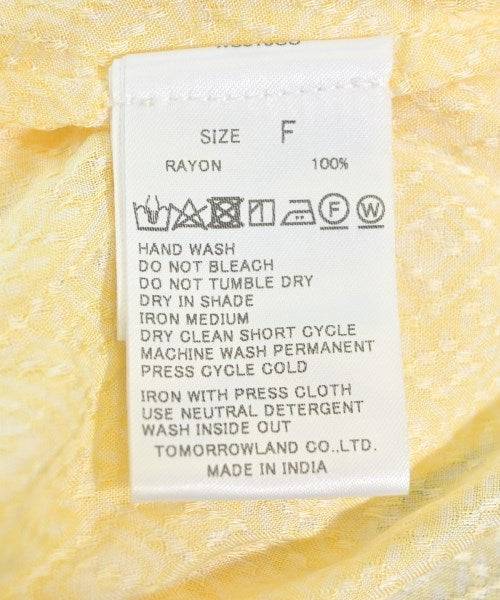 SIZE F
RAYON 100%
HAND WASH
DO NOT BLEACH
DO NOT TUMBLE DRY
DRY IN SHADE
IRON MEDIUM
DRY CLEAN SHORT CYCLE
MACHINE WASH PERMANENT
PRESS CYCLE COLD
IRON WITH PRESS CLOTH
USE NEUTRAL DETERGENT
WASH INSIDE OUT
TOMORROWLAND CO.,LTD.
MADE IN INDIA